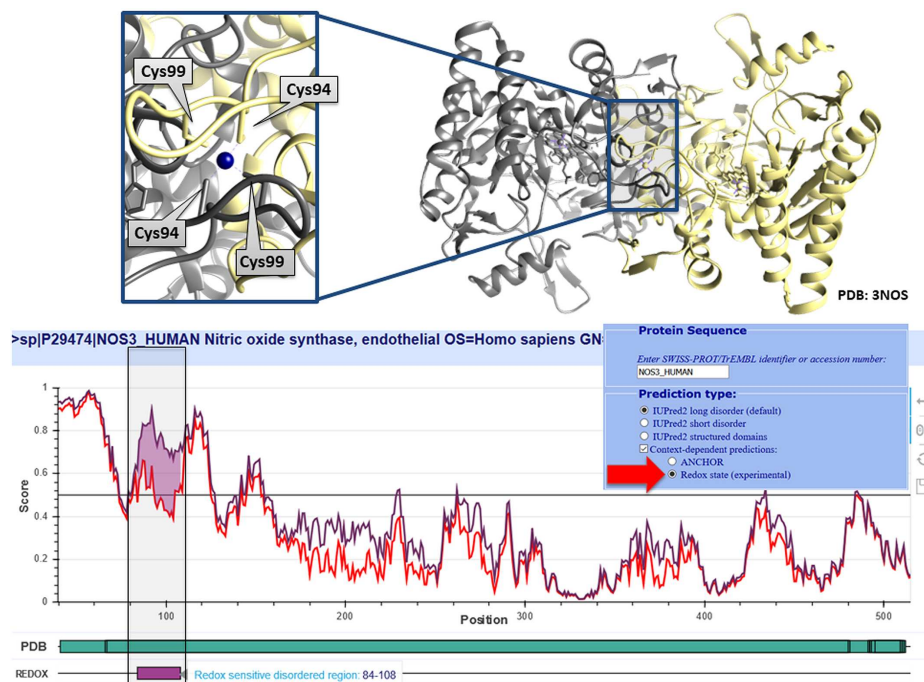 Cys99
Cys94
Cys94
Cys99
PDB: 3NOS
>sp|P29474|NOS3_HUMAN Nitric oxide synthase, endothelial OS=Homo sapiens GN=
Protein Sequence
Enter SWISS-PROT/TrEMBL identifier or accession number:
NOS3_HUMAN
Prediction type:
IUPred2 long disorder (default)
IUPred2 short disorder
IUPred2 structured domains
Context-dependent predictions:
ANCHOR
Redox state (experimental)
Score
1
0.8
0.6
0.4
0.2
0
100
200
300
400
500
Position
PDB
REDOX
Redox sensitive disordered region: 84-108